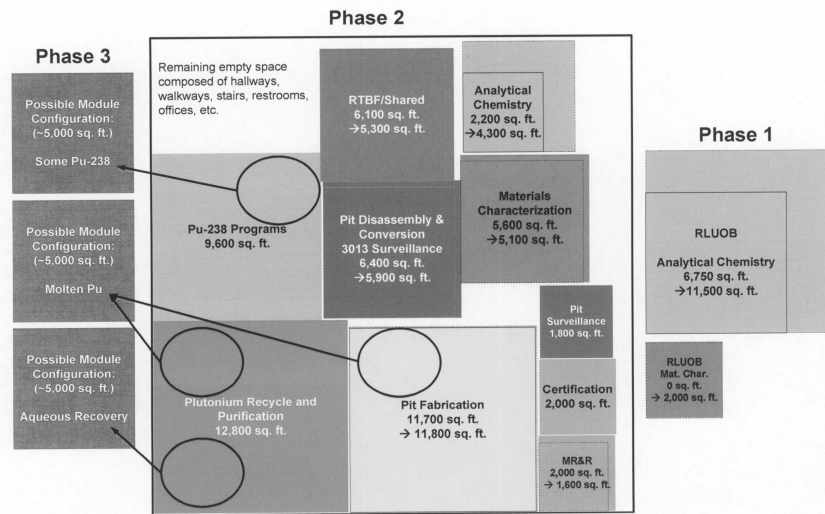 Phase 2
Phase 3
Possible Module
Configuration:
(~5,000 sq. ft.)
Some Pu-238
Possible Module
Configuration:
(~5,000 sq. ft.)
Molten Pu
Possible Module
Configuration:
(~5,000 sq. ft.)
Aqueous Recovery
Remaining empty space
composed of hallways,
walkways, stairs, restrooms,
offices, etc.
RTBF/Shared
6,100 sq. ft.
→5,300 sq. ft.
Analytical
Chemistry
2,200 sq. ft.
→4,300 sq. ft.
Pu-238 Programs
9,600 sq. ft.
Pit Disassembly &
Conversion
3013 Surveillance
6,400 sq. ft.
→5,900 sq. ft.
Materials
Characterization
5,600 sq. ft.
→5,100 sq. ft.
Pit
Surveillance
1,800 sq. ft.
Plutonium Recycle and
Purification
12,800 sq. ft.
Pit Fabrication
11,700 sq. ft.
→ 11,800 sq. ft.
Certification
2,000 sq. ft.
MR&R
2,000 sq. ft.
→ 1,600 sq. ft.
Phase 1
RLUOB
Analytical Chemistry
6,750 sq. ft.
→11,500 sq. ft.
RLUOB
Mat. Char.
0 sq. ft.
→ 2,000 sq. ft.